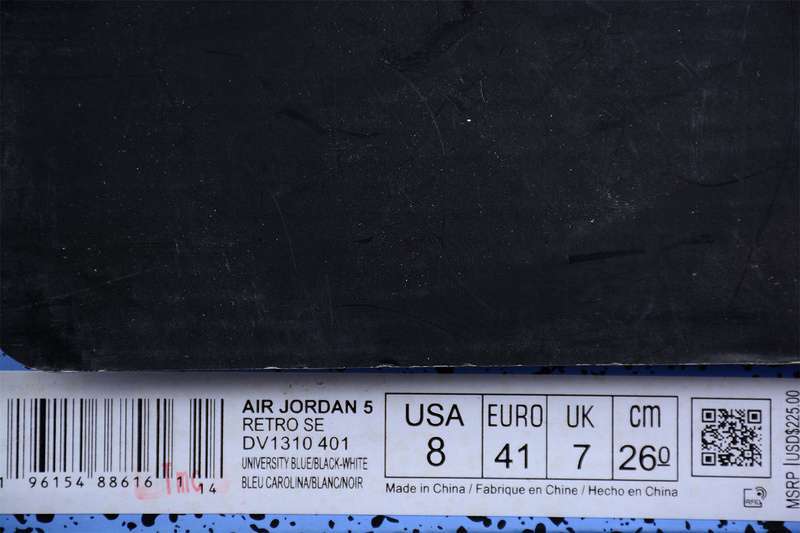 AIR JORDAN 5
RETRO SE
DV1310 401
UNIVERSITY BLUE/BLACK-WHITE
BLEU CAROLINA/BLANC/NOIR
1 96154 88616 1
14
USA EURO UK cm
8 41 7 260
Made in China / Fabrique en Chine / Hecho en China
RFID
MSRP | USD$225.00